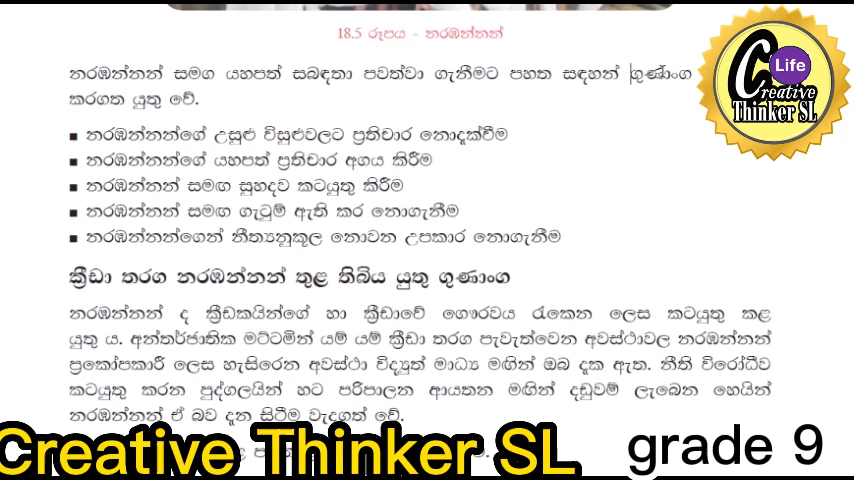 18.5 රූපය - නරඹන්නන්
නරඹන්නන් සමග යහපත් සබඳතා පවත්වා ගැනීමට පහත සඳහන් ගුණාංග
කරගත යුතු වේ.
Life
Creative
Thinker SL
■ නරඹන්නන්ගේ උසුළු විසුළුවලට ප්‍රතිචාර නොදැක්වීම
■ නරඹන්නන්ගේ යහපත් ප්‍රතිචාර අගය කිරීම
■ නරඹන්නන් සමඟ සුහදව කටයුතු කිරීම
■ නරඹන්නන් සමඟ ගැටුම් ඇති කර නොගැනීම
■ නරඹන්නන්ගෙන් නීත්‍යනුකූල නොවන උපකාර නොගැනීම
ක්‍රීඩා තරග නරඹන්නන් තුළ තිබිය යුතු ගුණාංග
නරඹන්නන් ද ක්‍රීඩකයින්ගේ හා ක්‍රීඩාවේ ගෞරවය රැකෙන ලෙස කටයුතු කළ
යුතු ය. අන්තර්ජාතික මට්ටමින් යම් යම් ක්‍රීඩා තරග පැවැත්වෙන අවස්ථාවල නරඹන්නන්
ප්‍රකෝපකාරී ලෙස හැසිරෙන අවස්ථා විද්‍යුත් මාධ්‍ය මඟින් ඔබ දැක ඇත. නීති විරෝධීව
කටයුතු කරන පුද්ගලයින් හට පරිපාලන ආයතන මඟින් දඩුවම් ලැබෙන හෙයින්
නරඹන්නන් ඒ බව දැන සිටීම වැදගත් වේ.
Creative Thinker SL grade 9